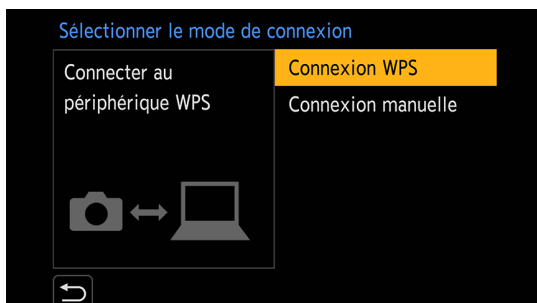 Sélectionner le mode de connexion
Connecter au
périphérique WPS
Connexion WPS
Connexion manuelle